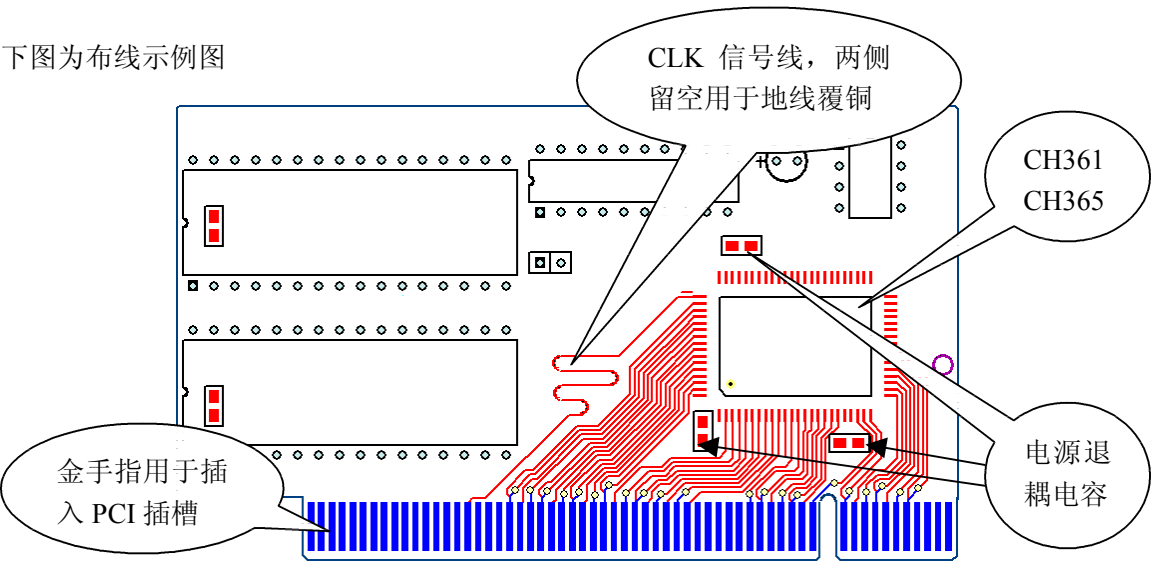 下图为布线示例图
CLK 信号线，两侧
留空用于地线覆铜
CH361
CH365
金手指用于插
入 PCI 插槽
电源退
耦电容